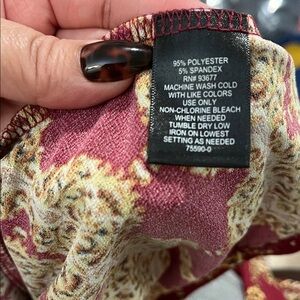 95% POLYESTER
5% SPANDEX
RN# 93677
MACHINE WASH COLD
WITH LIKE COLORS
USE ONLY
NON-CHLORINE BLEACH
WHEN NEEDED
TUMBLE DRY LOW
IRON ON LOWEST
SETTING AS NEEDED
75590-0